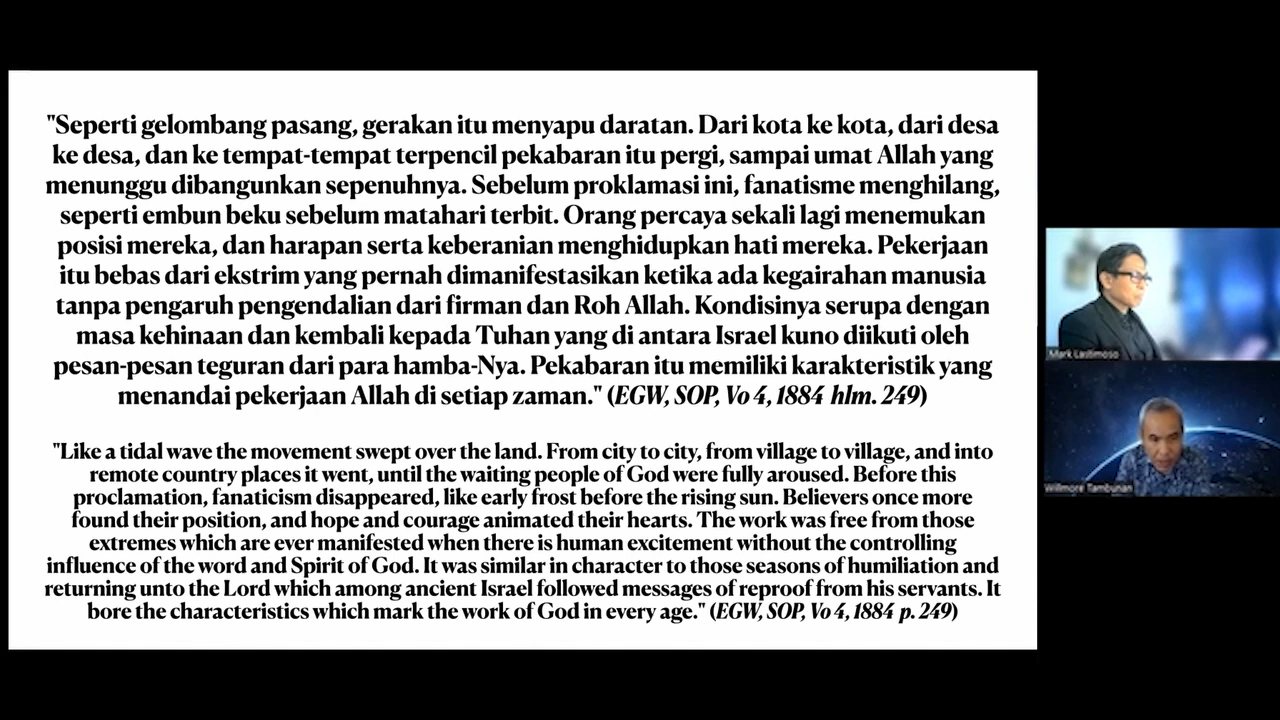 "Seperti gelombang pasang, gerakan itu menyapu daratan. Dari kota ke kota, dari desa
ke desa, dan ke tempat-tempat terpencil pekabaran itu pergi, sampai umat Allah yang
menunggu dibangunkan sepenuhnya. Sebelum proklamasi ini, fanatisme menghilang,
seperti embun beku sebelum matahari terbit. Orang percaya sekali lagi menemukan
posisi mereka, dan harapan serta keberanian menghidupkan hati mereka. Pekerjaan
itu bebas dari ekstrim yang pernah dimanifestasikan ketika ada kegairahan manusia
tanpa pengaruh pengendalian dari firman dan Roh Allah. Kondisinya serupa dengan
masa kehinaan dan kembali kepada Tuhan yang di antara Israel kuno diikuti oleh
pesan-pesan teguran dari para hamba-Nya. Pekabaran itu memiliki karakteristik yang
menandai pekerjaan Allah di setiap zaman." (EGW, SOP, Vo 4, 1884 hlm. 249)
"Like a tidal wave the movement swept over the land. From city to city, from village to village, and into
remote country places it went, until the waiting people of God were fully aroused. Before this
proclamation, fanaticism disappeared, like early frost before the rising sun. Believers once more
found their position, and hope and courage animated their hearts. The work was free from those
extremes which are ever manifested when there is human excitement without the controlling
influence of the word and Spirit of God. It was similar in character to those seasons of humiliation and
returning unto the Lord which among ancient Israel followed messages of reproof from his servants. It
bore the characteristics which mark the work of God in every age." (EGW, SOP, Vo 4, 1884 p. 249)
Mark Lastimoso
Willmore Tambunan